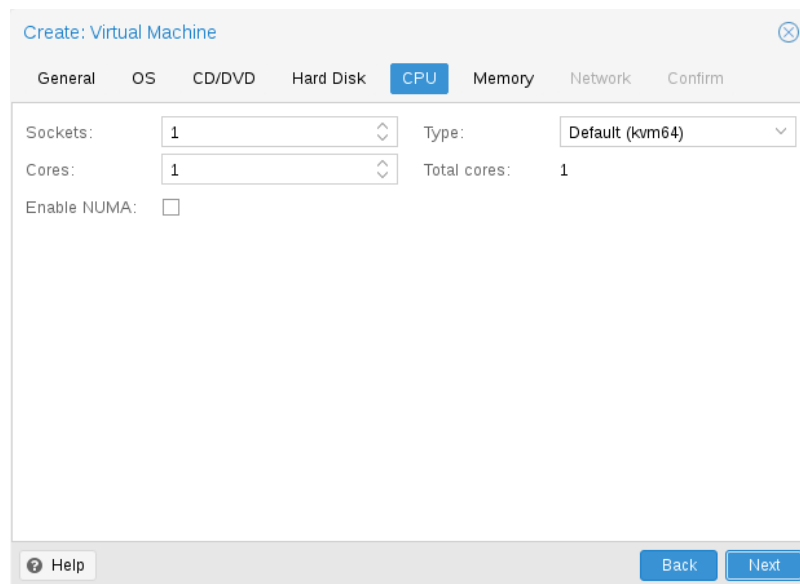 Create: Virtual Machine
General OS CD/DVD Hard Disk CPU Memory Network Confirm
Sockets: 1 Type: Default (kvm64)
Cores: 1 Total cores: 1
Enable NUMA:
Help Back Next